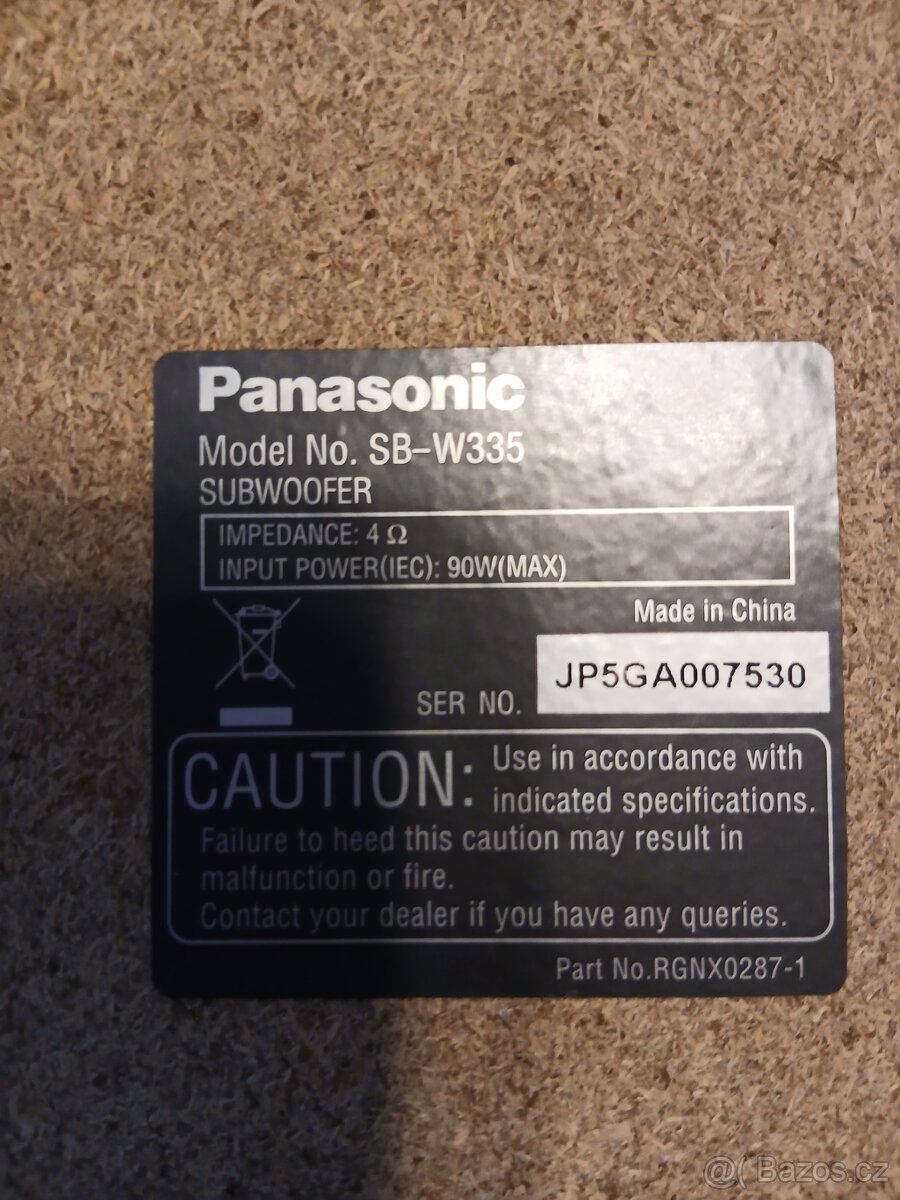 Panasonic
Model No. SB-W335
SUBWOOFER
IMPEDANCE: 4 Ω
INPUT POWER(IEC): 90W(MAX)
Made in China
SER NO. JP5GA007530
CAUTION: Use in accordance with
indicated specifications.
Failure to heed this caution may result in
malfunction or fire.
Contact your dealer if you have any queries.
Part No.RGNX0287-1
@( Bazos.cz